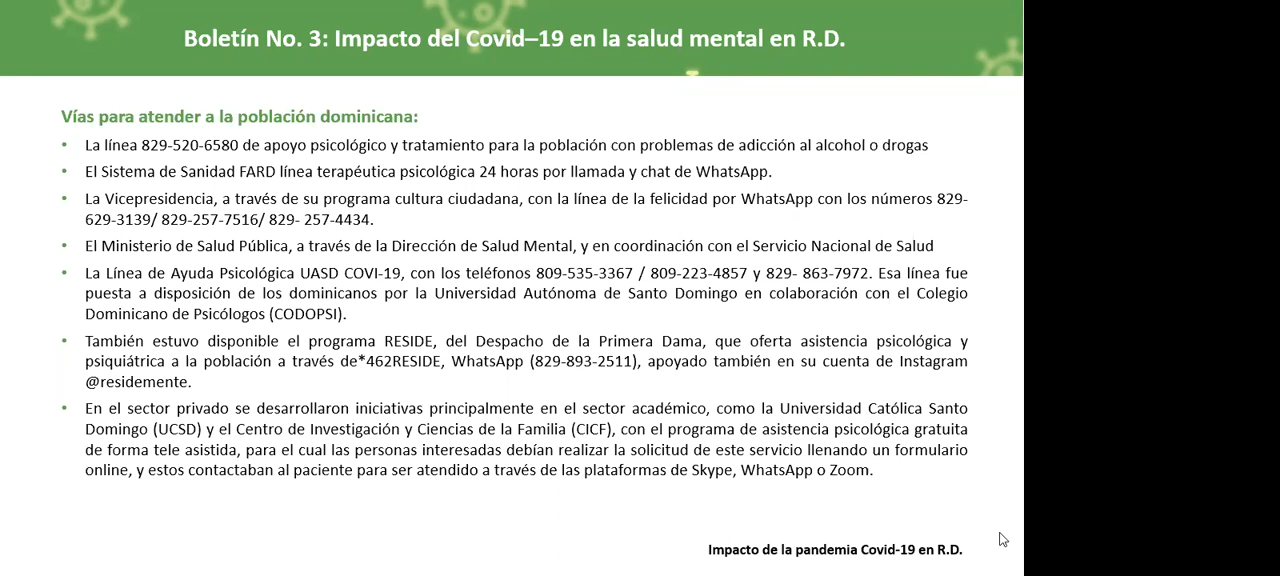 Boletín No. 3: Impacto del Covid–19 en la salud mental en R.D.
Vías para atender a la población dominicana:
• La línea 829-520-6580 de apoyo psicológico y tratamiento para la población con problemas de adicción al alcohol o drogas
• El Sistema de Sanidad FARD línea terapéutica psicológica 24 horas por llamada y chat de WhatsApp.
• La Vicepresidencia, a través de su programa cultura ciudadana, con la línea de la felicidad por WhatsApp con los números 829-
629-3139/ 829-257-7516/ 829- 257-4434.
• El Ministerio de Salud Pública, a través de la Dirección de Salud Mental, y en coordinación con el Servicio Nacional de Salud
• La Línea de Ayuda Psicológica UASD COVI-19, con los teléfonos 809-535-3367 / 809-223-4857 y 829- 863-7972. Esa línea fue
puesta a disposición de los dominicanos por la Universidad Autónoma de Santo Domingo en colaboración con el Colegio
Dominicano de Psicólogos (CODOPSI).
• También estuvo disponible el programa RESIDE, del Despacho de la Primera Dama, que oferta asistencia psicológica y
psiquiátrica a la población a través de*462RESIDE, WhatsApp (829-893-2511), apoyado también en su cuenta de Instagram
@residemente.
• En el sector privado se desarrollaron iniciativas principalmente en el sector académico, como la Universidad Católica Santo
Domingo (UCSD) y el Centro de Investigación y Ciencias de la Familia (CICF), con el programa de asistencia psicológica gratuita
de forma tele asistida, para el cual las personas interesadas debían realizar la solicitud de este servicio llenando un formulario
online, y estos contactaban al paciente para ser atendido a través de las plataformas de Skype, WhatsApp o Zoom.
Impacto de la pandemia Covid-19 en R.D.